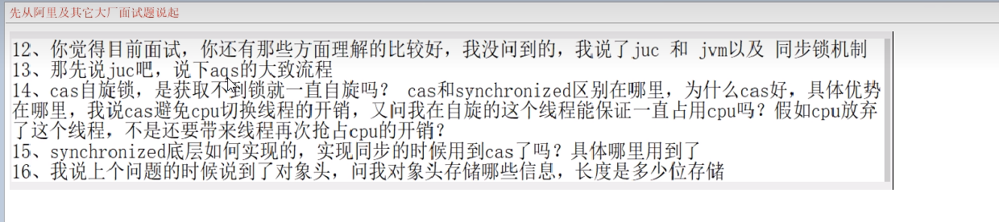 先从阿里及其它大厂面试题说起
12、你觉得目前面试，你还有那些方面理解的比较好，我没问到的，我说了juc 和 jvm以及 同步锁机制
13、那先说juc吧，说下aqs的大致流程
14、cas自旋锁，是获取不到锁就一直自旋吗？ cas和synchronized区别在哪里，为什么cas好，具体优势
在哪里，我说cas避免cpu切换线程的开销，又问我在自旋的这个线程能保证一直占用cpu吗？假如cpu放弃
了这个线程，不是还要带来线程再次抢占cpu的开销？
15、synchronized底层如何实现的，实现同步的时候用到cas了吗？具体哪里用到了
16、我说上个问题的时候说到了对象头，问我对象头存储哪些信息，长度是多少位存储